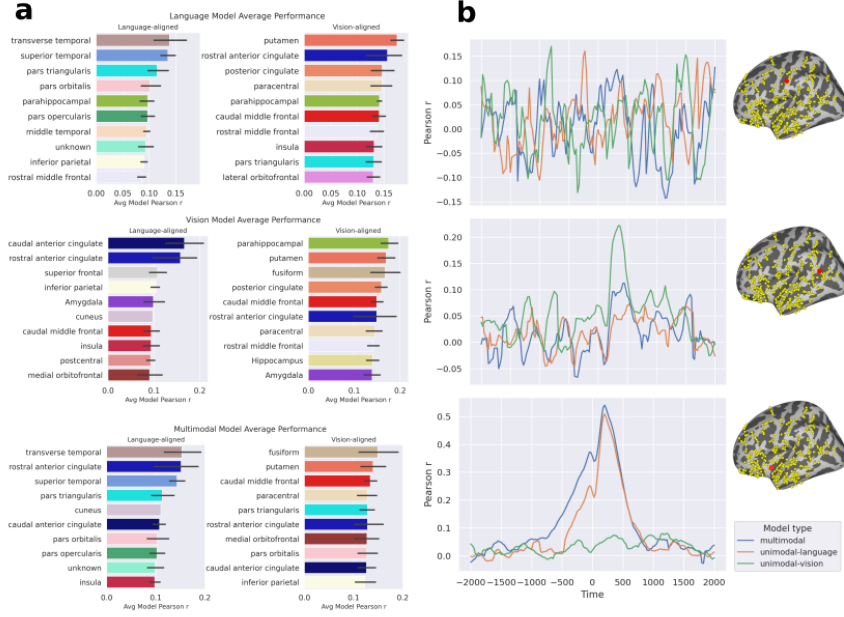 a
Language Model Average Performance
Language-aligned
transverse temporal
superior temporal
pars triangularis
pars orbitalis
parahippocampal
pars opercularis
middle temporal
unknown
inferior parietal
rostral middle frontal
0.00 0.05 0.10 0.15
Avg Model Pearson r
Vision-aligned
putamen
rostral anterior cingulate
posterior cingulate
paracentral
parahippocampal
caudal middle frontal
rostral middle frontal
insula
pars triangularis
lateral orbitofrontal
0.00 0.05 0.10 0.15
Avg Model Pearson r
Vision Model Average Performance
Language-aligned
caudal anterior cingulate
rostral anterior cingulate
superior frontal
inferior parietal
Amygdala
cuneus
caudal middle frontal
insula
postcentral
medial orbitofrontal
0.0 0.1 0.2
Avg Model Pearson r
Vision-aligned
parahippocampal
putamen
fusiform
posterior cingulate
caudal middle frontal
rostral anterior cingulate
paracentral
rostral middle frontal
Hippocampus
Amygdala
0.0 0.1 0.2
Avg Model Pearson r
Multimodal Model Average Performance
Language-aligned
transverse temporal
rostral anterior cingulate
superior temporal
pars triangularis
cuneus
caudal anterior cingulate
pars orbitalis
pars opercularis
unknown
insula
0.0 0.1 0.2
Avg Model Pearson r
Vision-aligned
fusiform
putamen
caudal middle frontal
paracentral
pars triangularis
rostral anterior cingulate
medial orbitofrontal
pars orbitalis
caudal anterior cingulate
inferior parietal
0.0 0.1 0.2
Avg Model Pearson r
b
Pearson r
0.15
0.10
0.05
0.00
−0.05
−0.10
−0.15
Pearson r
0.20
0.15
0.10
0.05
0.00
−0.05
Pearson r
0.5
0.4
0.3
0.2
0.1
0.0
−2000 −1500 −1000 −500 0 500 1000 1500 2000
Time
Model type
multimodal
unimodal-language
unimodal-vision